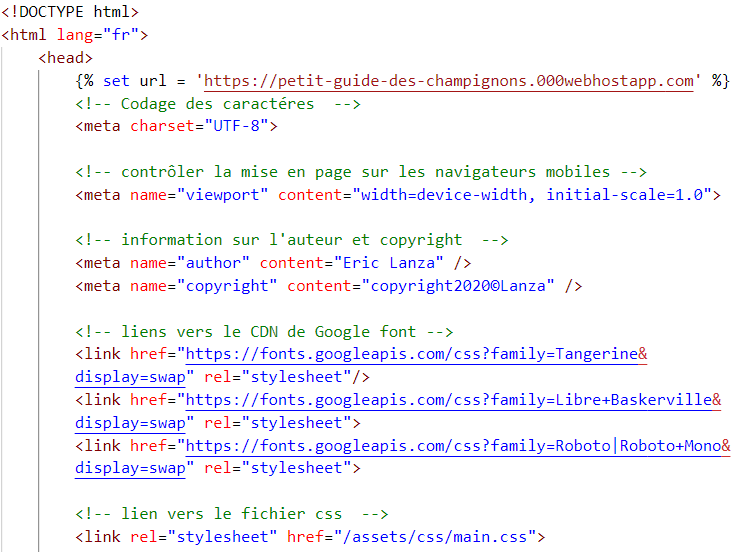 <!DOCTYPE html>
<html lang="fr">
<head>
{% set url = 'https://petit-guide-des-champignons.000webhostapp.com' %}
<!-- Codage des caractéres  -->
<meta charset="UTF-8">
<!-- contrôler la mise en page sur les navigateurs mobiles -->
<meta name="viewport" content="width=device-width, initial-scale=1.0">
<!-- information sur l'auteur et copyright  -->
<meta name="author" content="Eric Lanza" />
<meta name="copyright" content="copyright2020©Lanza" />
<!-- liens vers le CDN de Google font -->
<link href="https://fonts.googleapis.com/css?family=Tangerine&
display=swap" rel="stylesheet"/>
<link href="https://fonts.googleapis.com/css?family=Libre+Baskerville&
display=swap" rel="stylesheet">
<link href="https://fonts.googleapis.com/css?family=Roboto|Roboto+Mono&
display=swap" rel="stylesheet">
<!-- lien vers le fichier css  -->
<link rel="stylesheet" href="/assets/css/main.css">